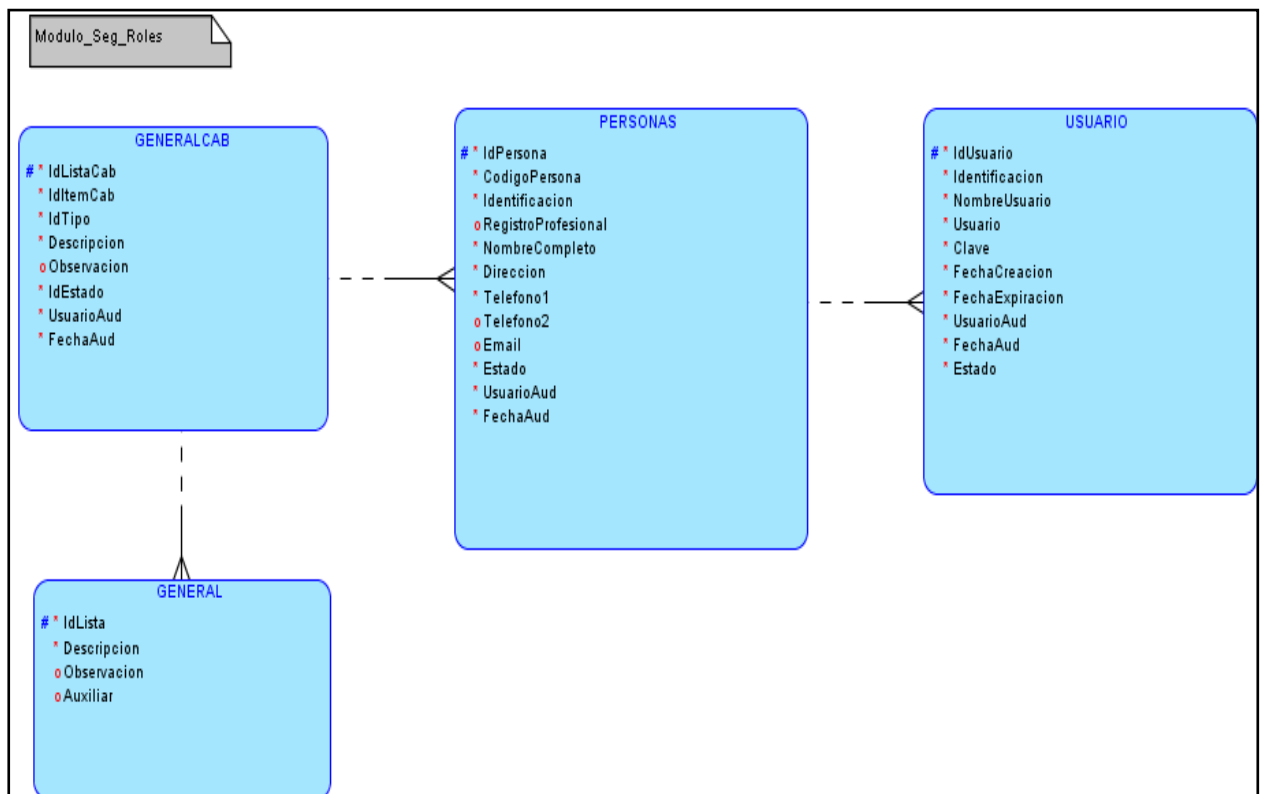 Modulo_Seg_Roles
GENERALCAB
# * IdListaCab
* IdItemCab
* IdTipo
* Descripcion
o Observacion
* IdEstado
* UsuarioAud
* FechaAud
PERSONAS
# * IdPersona
* CodigoPersona
* Identificacion
o RegistroProfesional
* NombreCompleto
* Direccion
* Telefono1
o Telefono2
o Email
* Estado
* UsuarioAud
* FechaAud
USUARIO
# * IdUsuario
* Identificacion
* NombreUsuario
* Usuario
* Clave
* FechaCreacion
* FechaExpiracion
* UsuarioAud
* FechaAud
* Estado
GENERAL
# * IdLista
* Descripcion
o Observacion
o Auxiliar